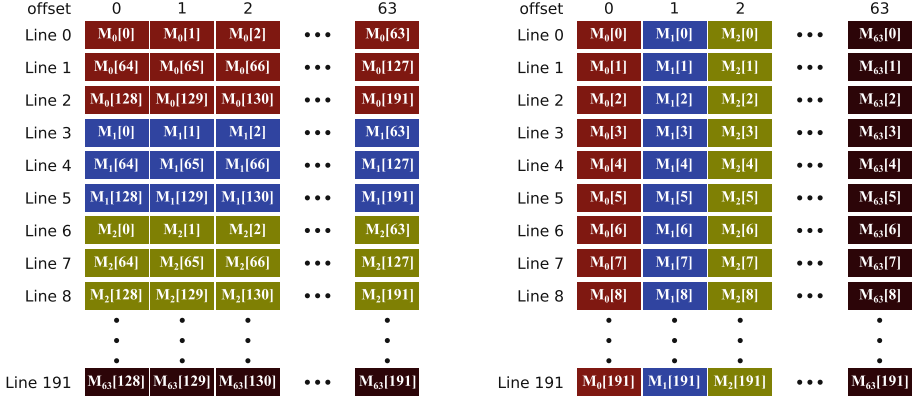 offset 0 1 2 63
Line 0 M0[0] M0[1] M0[2] ••• M0[63]
Line 1 M0[64] M0[65] M0[66] ••• M0[127]
Line 2 M0[128] M0[129] M0[130] ••• M0[191]
Line 3 M1[0] M1[1] M1[2] ••• M1[63]
Line 4 M1[64] M1[65] M1[66] ••• M1[127]
Line 5 M1[128] M1[129] M1[130] ••• M1[191]
Line 6 M2[0] M2[1] M2[2] ••• M2[63]
Line 7 M2[64] M2[65] M2[66] ••• M2[127]
Line 8 M2[128] M2[129] M2[130] ••• M2[191]
Line 191 M63[128] M63[129] M63[130] ••• M63[191]
offset 0 1 2 63
Line 0 M0[0] M1[0] M2[0] ••• M63[0]
Line 1 M0[1] M1[1] M2[1] ••• M63[1]
Line 2 M0[2] M1[2] M2[2] ••• M63[2]
Line 3 M0[3] M1[3] M2[3] ••• M63[3]
Line 4 M0[4] M1[4] M2[4] ••• M63[4]
Line 5 M0[5] M1[5] M2[5] ••• M63[5]
Line 6 M0[6] M1[6] M2[6] ••• M63[6]
Line 7 M0[7] M1[7] M2[7] ••• M63[7]
Line 8 M0[8] M1[8] M2[8] ••• M63[8]
Line 191 M0[191] M1[191] M2[191] ••• M63[191]